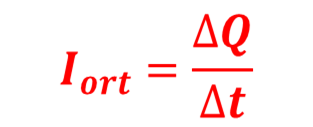 I_ort = ΔQ / Δt